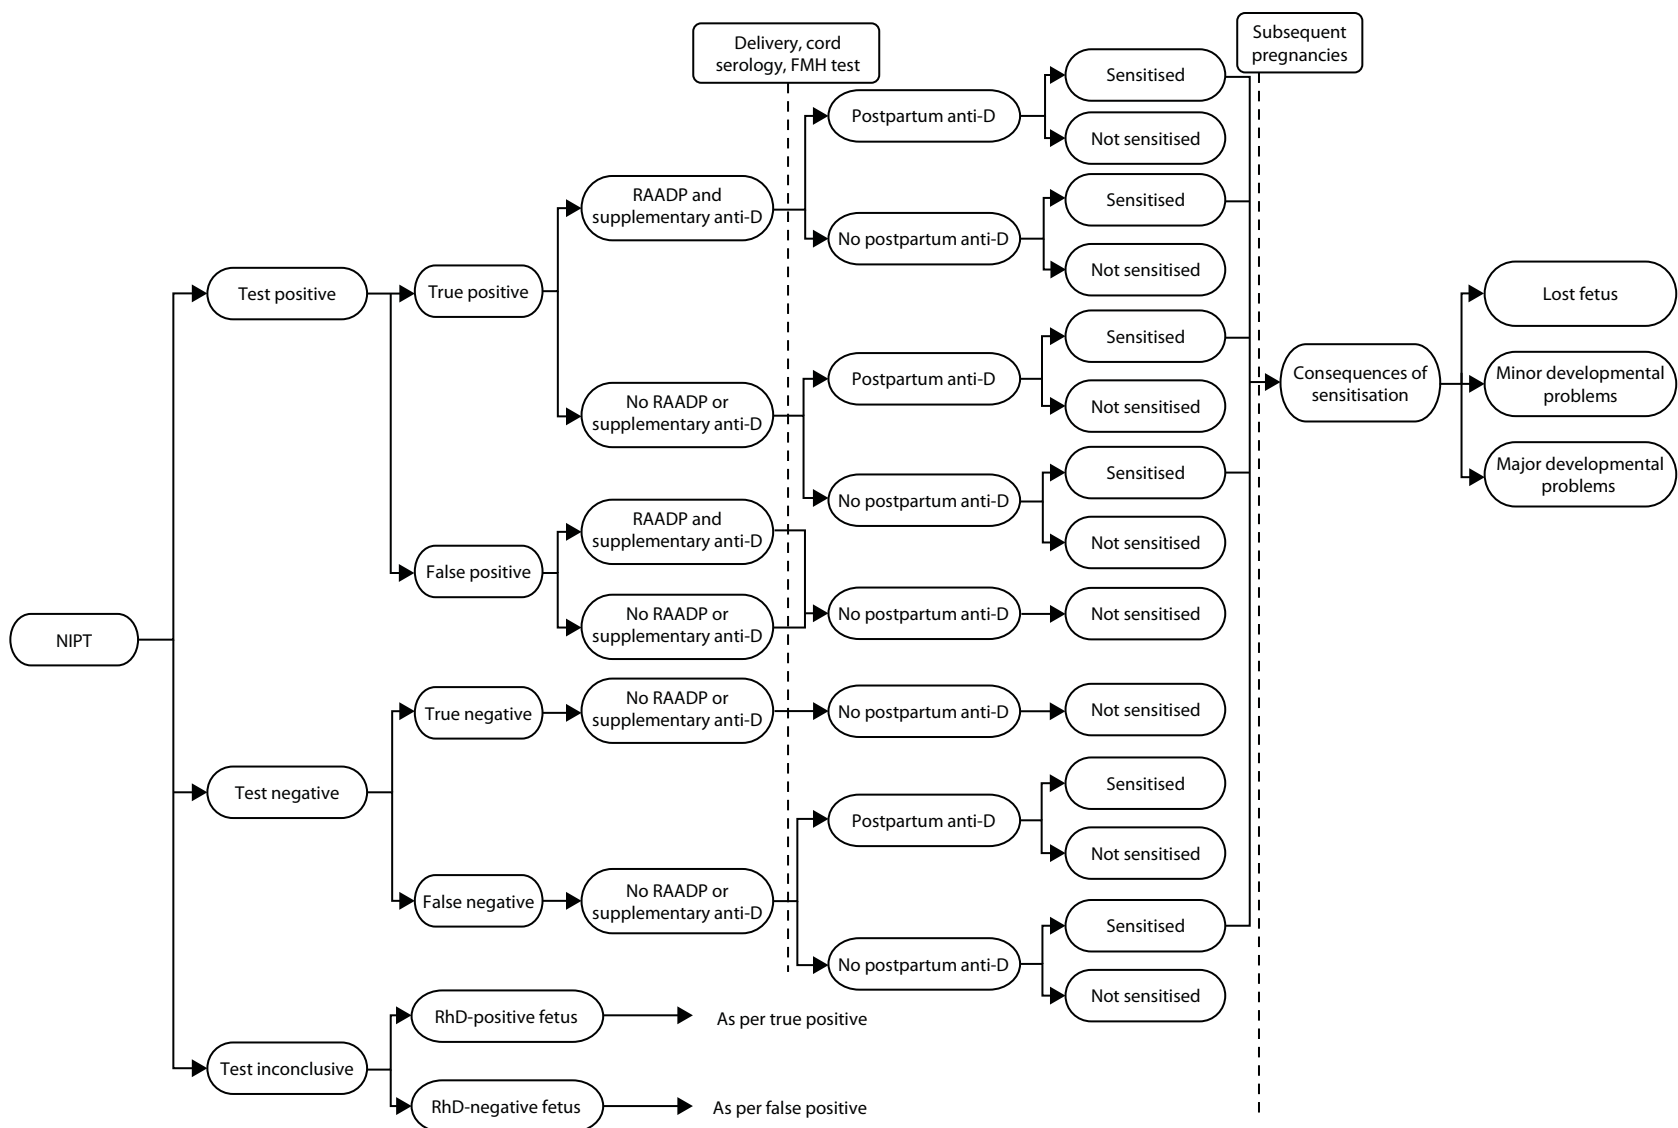 Delivery, cord
serology, FMH test
Subsequent
pregnancies
NIPT
Test positive
Test negative
Test inconclusive
True positive
False positive
True negative
False negative
RhD-positive fetus
RhD-negative fetus
RAADP and
supplementary anti-D
No RAADP or
supplementary anti-D
RAADP and
supplementary anti-D
No RAADP or
supplementary anti-D
No RAADP or
supplementary anti-D
No RAADP or
supplementary anti-D
As per true positive
As per false positive
Postpartum anti-D
No postpartum anti-D
Postpartum anti-D
No postpartum anti-D
No postpartum anti-D
No postpartum anti-D
Postpartum anti-D
No postpartum anti-D
Sensitised
Not sensitised
Sensitised
Not sensitised
Sensitised
Not sensitised
Sensitised
Not sensitised
Not sensitised
Not sensitised
Sensitised
Not sensitised
Sensitised
Not sensitised
Consequences of
sensitisation
Lost fetus
Minor developmental
problems
Major developmental
problems